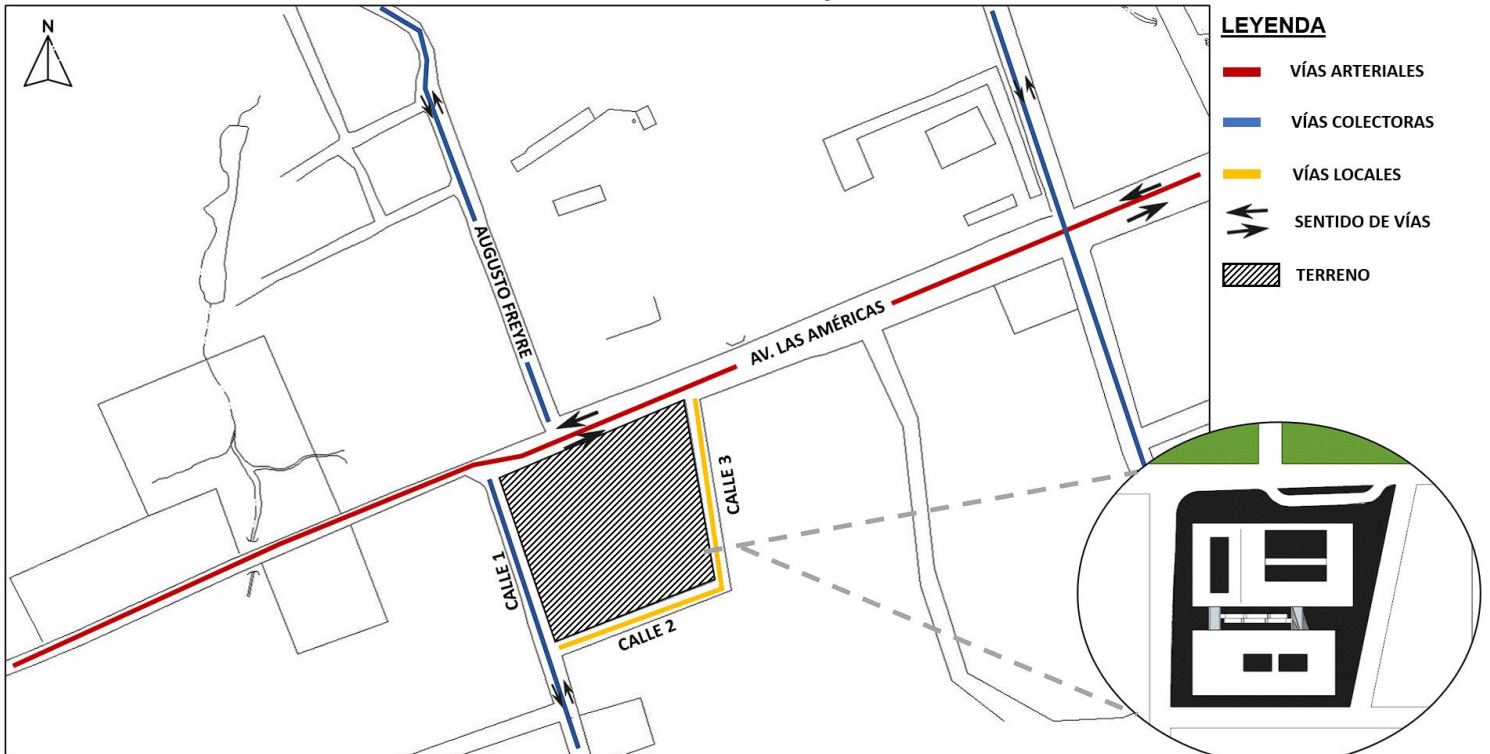 N
AUGUSTO FREYRE
AV. LAS AMÉRICAS
CALLE 1
CALLE 2
CALLE 3
LEYENDA
VÍAS ARTERIALES
VÍAS COLECTORAS
VÍAS LOCALES
SENTIDO DE VÍAS
TERRENO